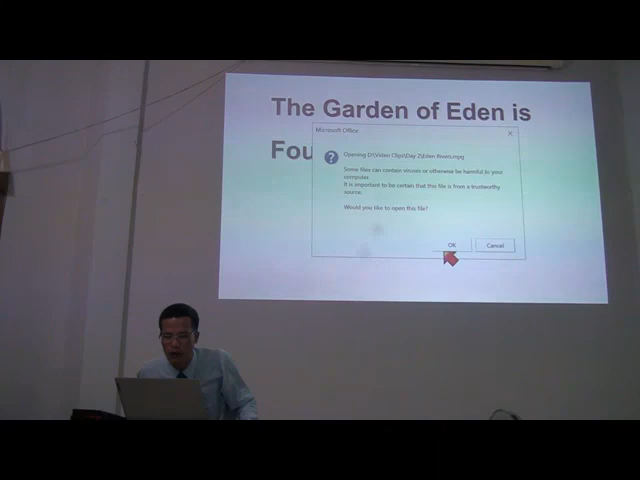 The Garden of Eden is
Fou
Microsoft Office
Opening D:\Video Clips\Day 2\Eden Rivers.mpg
Some files can contain viruses or otherwise be harmful to your
computer.
It is important to be certain that this file is from a trustworthy
source.
Would you like to open this file?
OK
Cancel